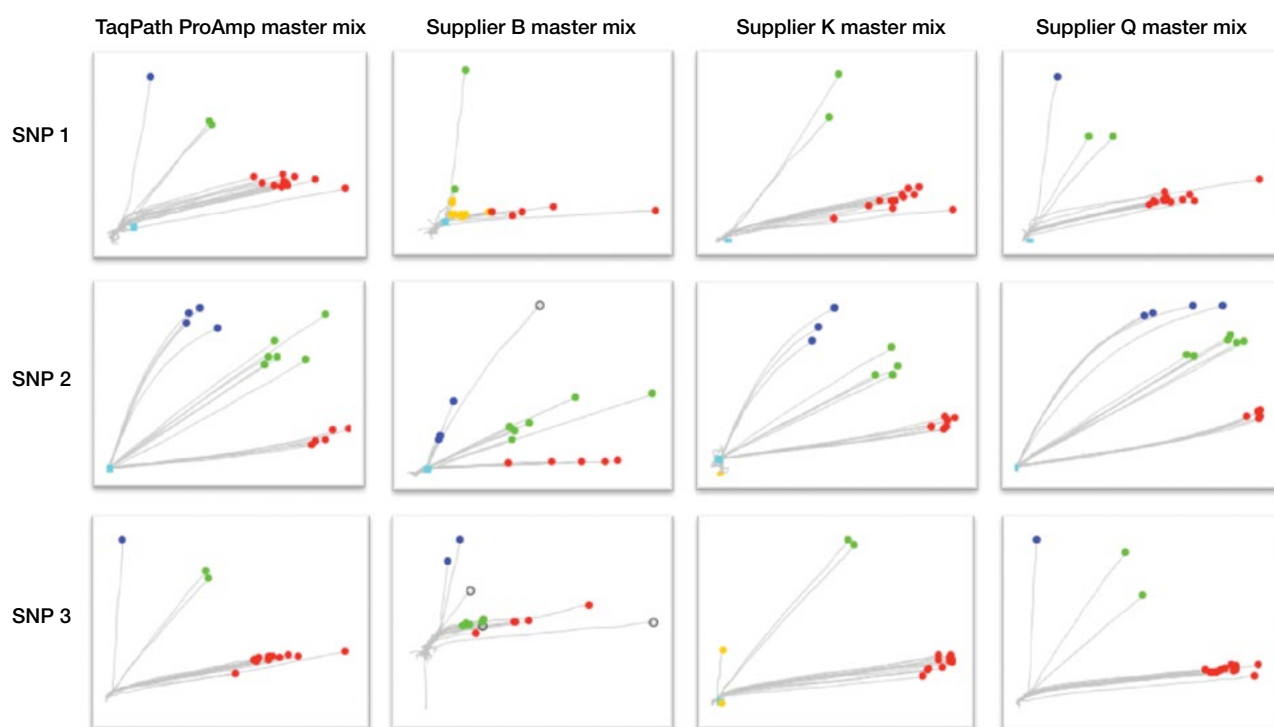 TaqPath ProAmp master mix
Supplier B master mix
Supplier K master mix
Supplier Q master mix
SNP 1
SNP 2
SNP 3